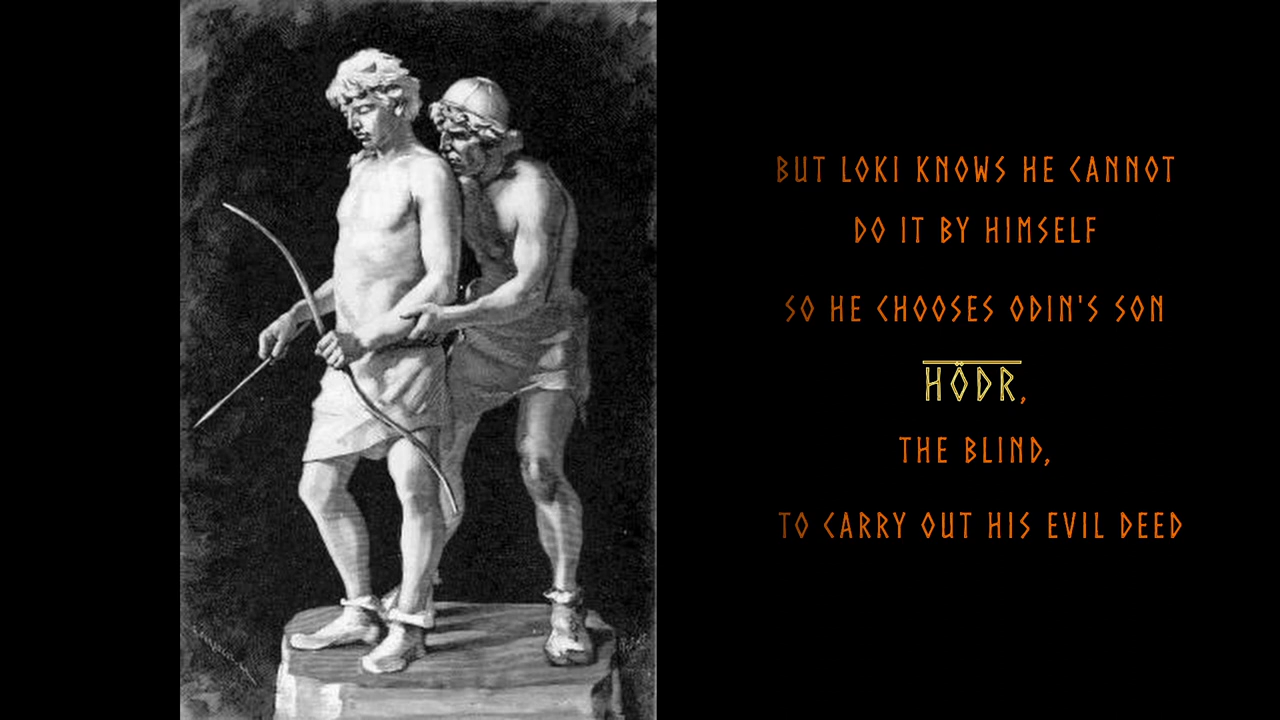 BUT LOKI KNOWS HE CANNOT
DO IT BY HIMSELF
SO HE CHOOSES ODIN'S SON
HÖDR,
THE BLIND,
TO CARRY OUT HIS EVIL DEED